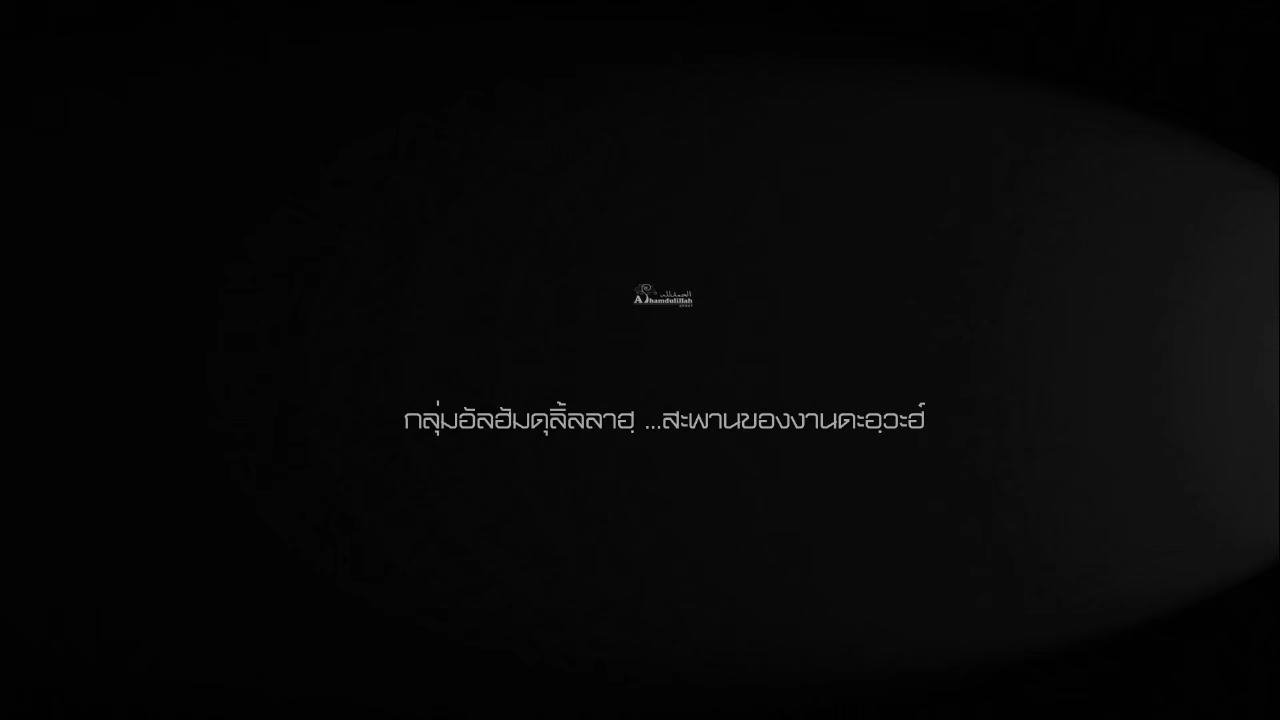 الحمدلله
Alhamdulillah
กลุ่มอัลฮัมดุลิ้ลลาฮฺ ...สะพานของงานดะอฺวะฮ์